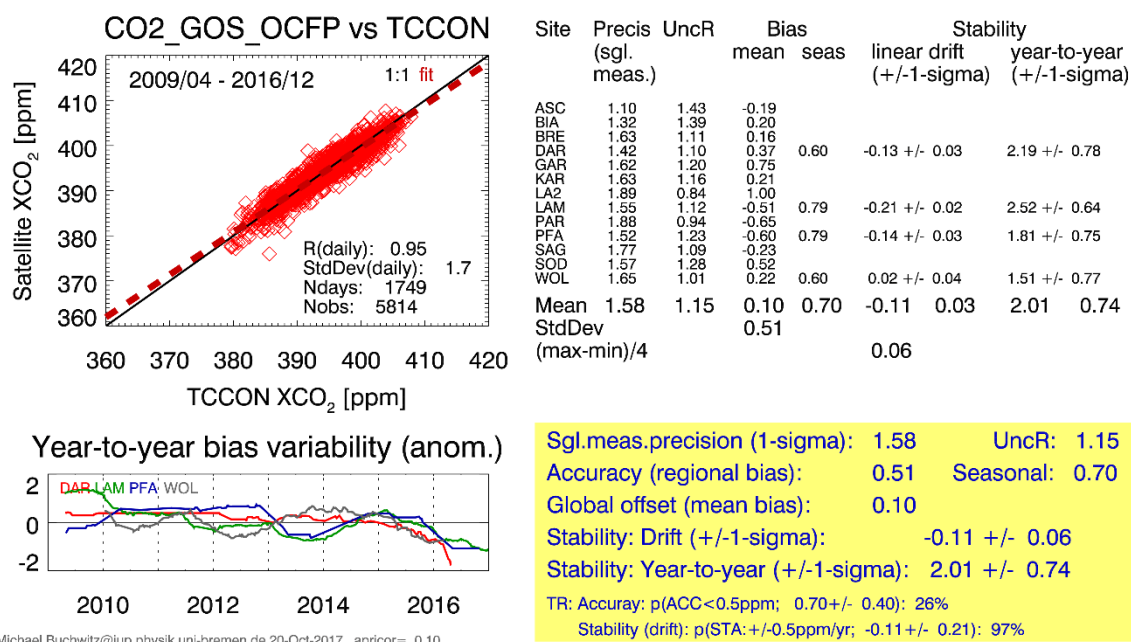 CO2_GOS_OCFP vs TCCON
2009/04 - 2016/12 1:1 fit
420
410
400
390
380
370
360
Satellite XCO2 [ppm]
R(daily): 0.95
StdDev(daily): 1.7
Ndays: 1749
Nobs: 5814
360 370 380 390 400 410 420
TCCON XCO2 [ppm]
Site Precis UncR Bias Stability
(sgl. mean seas linear drift year-to-year
meas.) (+/-1-sigma) (+/-1-sigma)
ASC 1.10 1.43 -0.19
BIA 1.32 1.39 0.20
BRE 1.63 1.11 0.16
DAR 1.42 1.10 0.37 0.60 -0.13 +/- 0.03 2.19 +/- 0.78
GAR 1.62 1.20 0.75
KAR 1.63 1.16 0.21
LA2 1.89 0.84 1.00
LAM 1.55 1.12 -0.51 0.79 -0.21 +/- 0.02 2.52 +/- 0.64
PAR 1.88 0.94 -0.65
PFA 1.52 1.23 -0.60 0.79 -0.14 +/- 0.03 1.81 +/- 0.75
SAG 1.77 1.09 -0.23
SOD 1.57 1.28 0.52
WOL 1.65 1.01 0.22 0.60 0.02 +/- 0.04 1.51 +/- 0.77
Mean 1.58 1.15 0.10 0.70 -0.11 0.03 2.01 0.74
StdDev 0.51
(max-min)/4 0.06
Year-to-year bias variability (anom.)
DAR LAM PFA WOL
2
0
-2
2010 2012 2014 2016
Michael.Buchwitz@iup.physik.uni-bremen.de 20-Oct-2017 apricor= 0.10
Sgl.meas.precision (1-sigma): 1.58 UncR: 1.15
Accuracy (regional bias): 0.51 Seasonal: 0.70
Global offset (mean bias): 0.10
Stability: Drift (+/-1-sigma): -0.11 +/- 0.06
Stability: Year-to-year (+/-1-sigma): 2.01 +/- 0.74
TR: Accuray: p(ACC<0.5ppm; 0.70+/- 0.40): 26%
Stability (drift): p(STA:+/-0.5ppm/yr; -0.11+/- 0.21): 97%